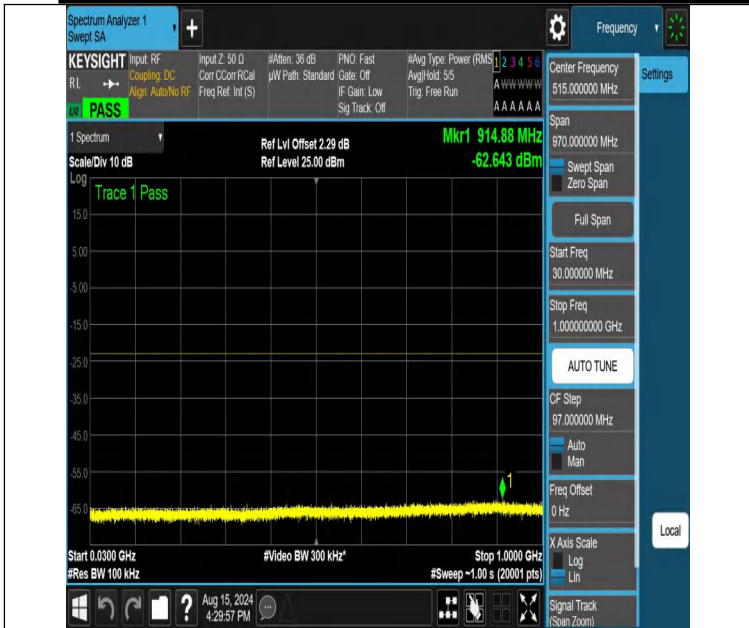 Spectrum Analyzer 1
Swept SA
Frequency
KEYSIGHT
RL
LXI
PASS
Input: RF
Coupling: DC
Align: Auto/No RF
Input Z: 50 Ω
Corr CCorr RCal
Freq Ref: Int (S)
#Atten: 36 dB
µW Path: Standard
PNO: Fast
Gate: Off
IF Gain: Low
Sig Track: Off
#Avg Type: Power (RMS
Avg|Hold: 5/5
Trig: Free Run
1 2 3 4 5 6
A W W W W W
A A A A A A
1 Spectrum
Scale/Div 10 dB
Ref Lvl Offset 2.29 dB
Ref Level 25.00 dBm
Mkr1 914.88 MHz
-62.643 dBm
Log
Trace 1 Pass
15.0
5.00
-5.00
-15.0
-25.0
-35.0
-45.0
-55.0
-65.0
1
Start 0.0300 GHz
#Res BW 100 kHz
#Video BW 300 kHz*
Stop 1.0000 GHz
#Sweep ~1.00 s (20001 pts)
Aug 15, 2024
4:29:57 PM
Center Frequency
515.000000 MHz
Span
970.000000 MHz
Swept Span
Zero Span
Full Span
Start Freq
30.000000 MHz
Stop Freq
1.000000000 GHz
AUTO TUNE
CF Step
97.000000 MHz
Auto
Man
Freq Offset
0 Hz
X Axis Scale
Log
Lin
Signal Track
(Span Zoom)
Settings
Local